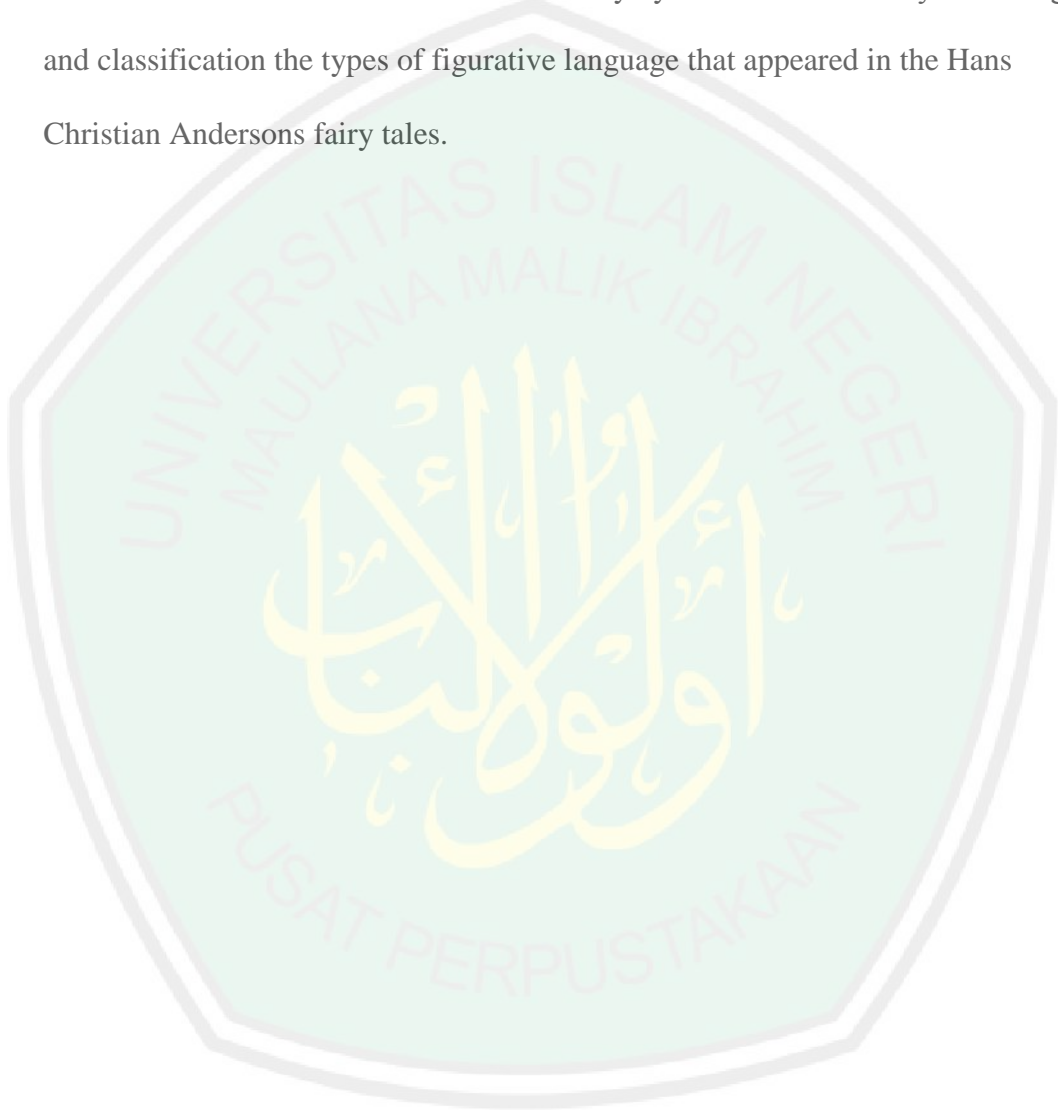 and classification the types of figurative language that appeared in the Hans
Christian Andersons fairy tales.
UNIVERSITAS ISLAM NEGERI
MAULANA MALIK IBRAHIM
أولوا الألباب
PUSAT PERPUSTAKAAN